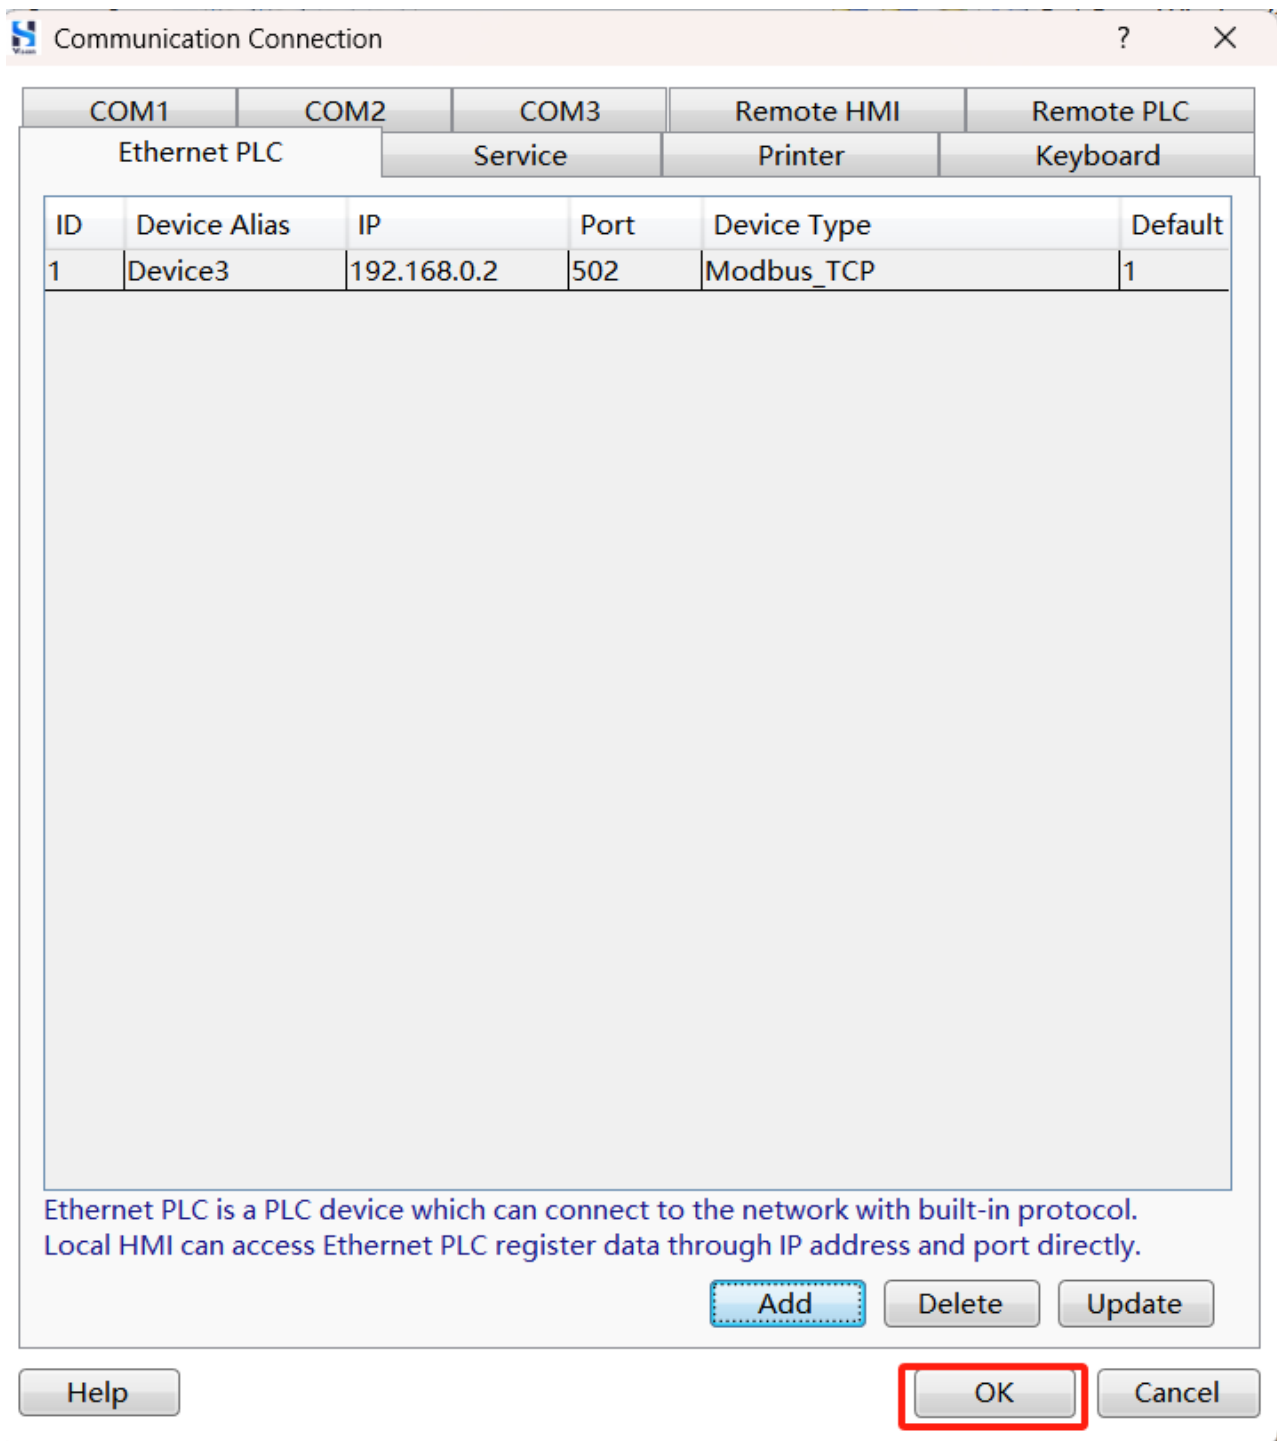 Communication Connection ?
COM1 COM2 COM3 Remote HMI Remote PLC
Ethernet PLC Service Printer Keyboard
ID Device Alias IP Port Device Type Default
1 Device3 192.168.0.2 502 Modbus_TCP 1
Ethernet PLC is a PLC device which can connect to the network with built-in protocol.
Local HMI can access Ethernet PLC register data through IP address and port directly.
Add Delete Update
Help OK Cancel